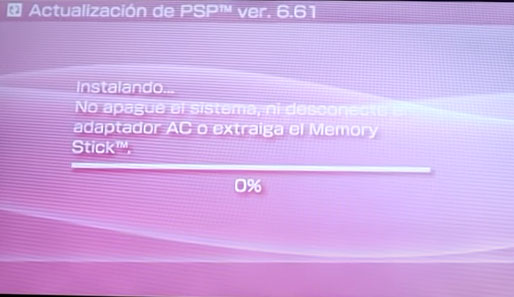 Actualización de PSP™ ver. 6.61
Instalando...
No apague el sistema, ni desconecte el
adaptador AC o extraiga el Memory
Stick™.
0%